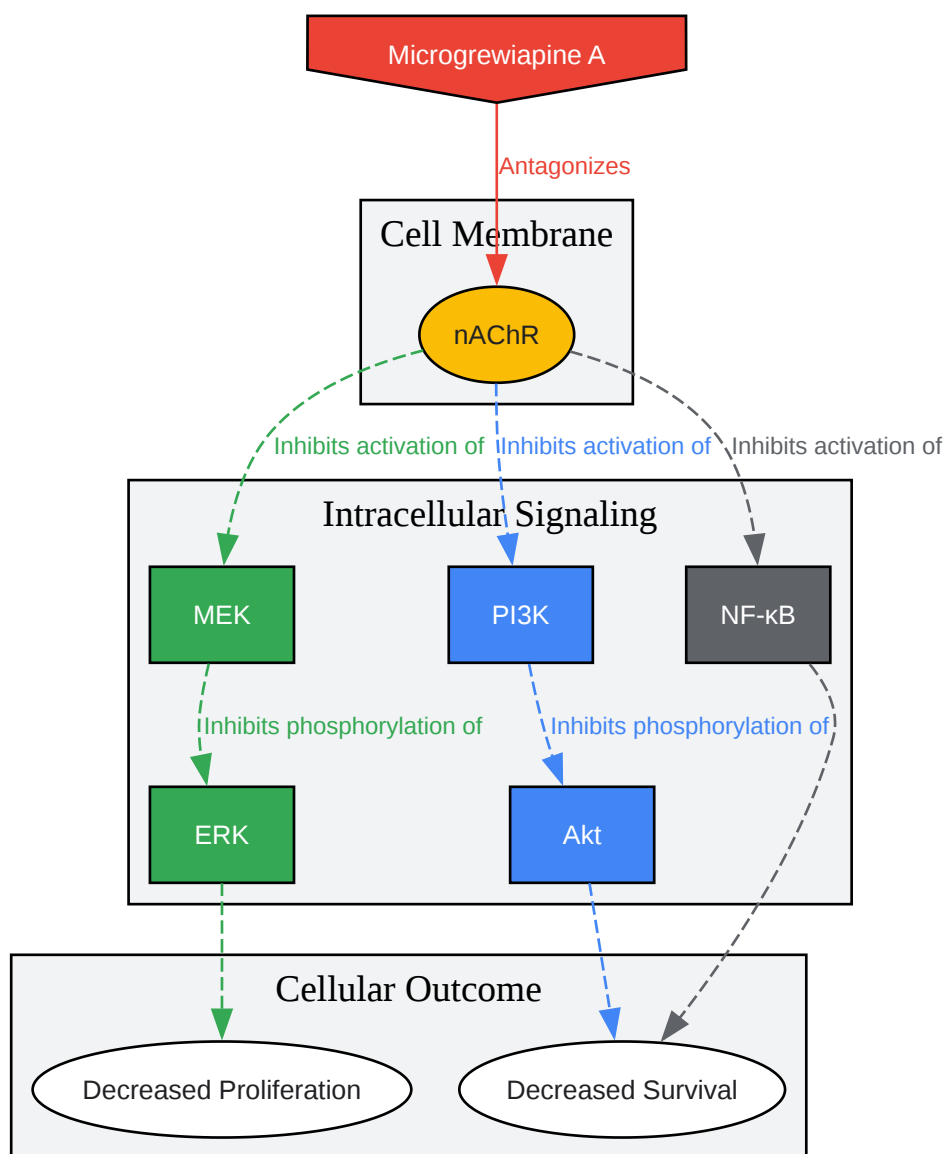 Microgrewiapine A
Antagonizes
Cell Membrane
nAChR
Inhibits activation of
Inhibits activation of
Inhibits activation of
Intracellular Signaling
MEK
PI3K
NF-κB
Inhibits phosphorylation of
Inhibits phosphorylation of
ERK
Akt
Cellular Outcome
Decreased Proliferation
Decreased Survival